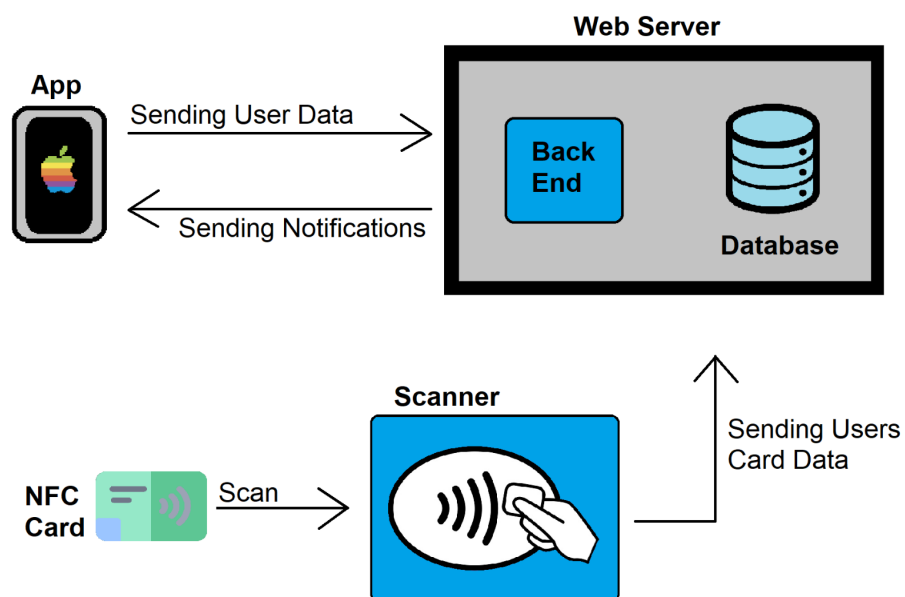 Web Server
App
Sending User Data
Back
End
Sending Notifications
Database
Scanner
Sending Users
Card Data
NFC
Card
Scan